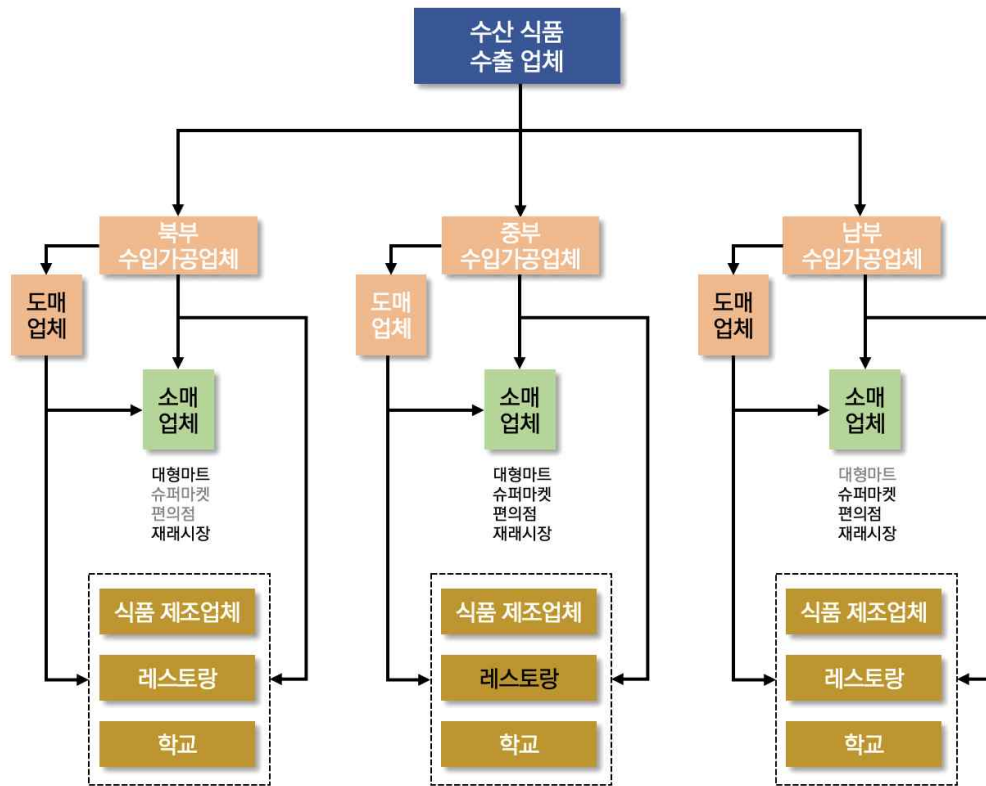 수산 식품
수출 업체
북부
수입가공업체
중부
수입가공업체
남부
수입가공업체
도매
업체
도매
업체
도매
업체
소매
업체
소매
업체
소매
업체
대형마트
슈퍼마켓
편의점
재래시장
대형마트
슈퍼마켓
편의점
재래시장
대형마트
슈퍼마켓
편의점
재래시장
식품 제조업체
식품 제조업체
식품 제조업체
레스토랑
레스토랑
레스토랑
학교
학교
학교